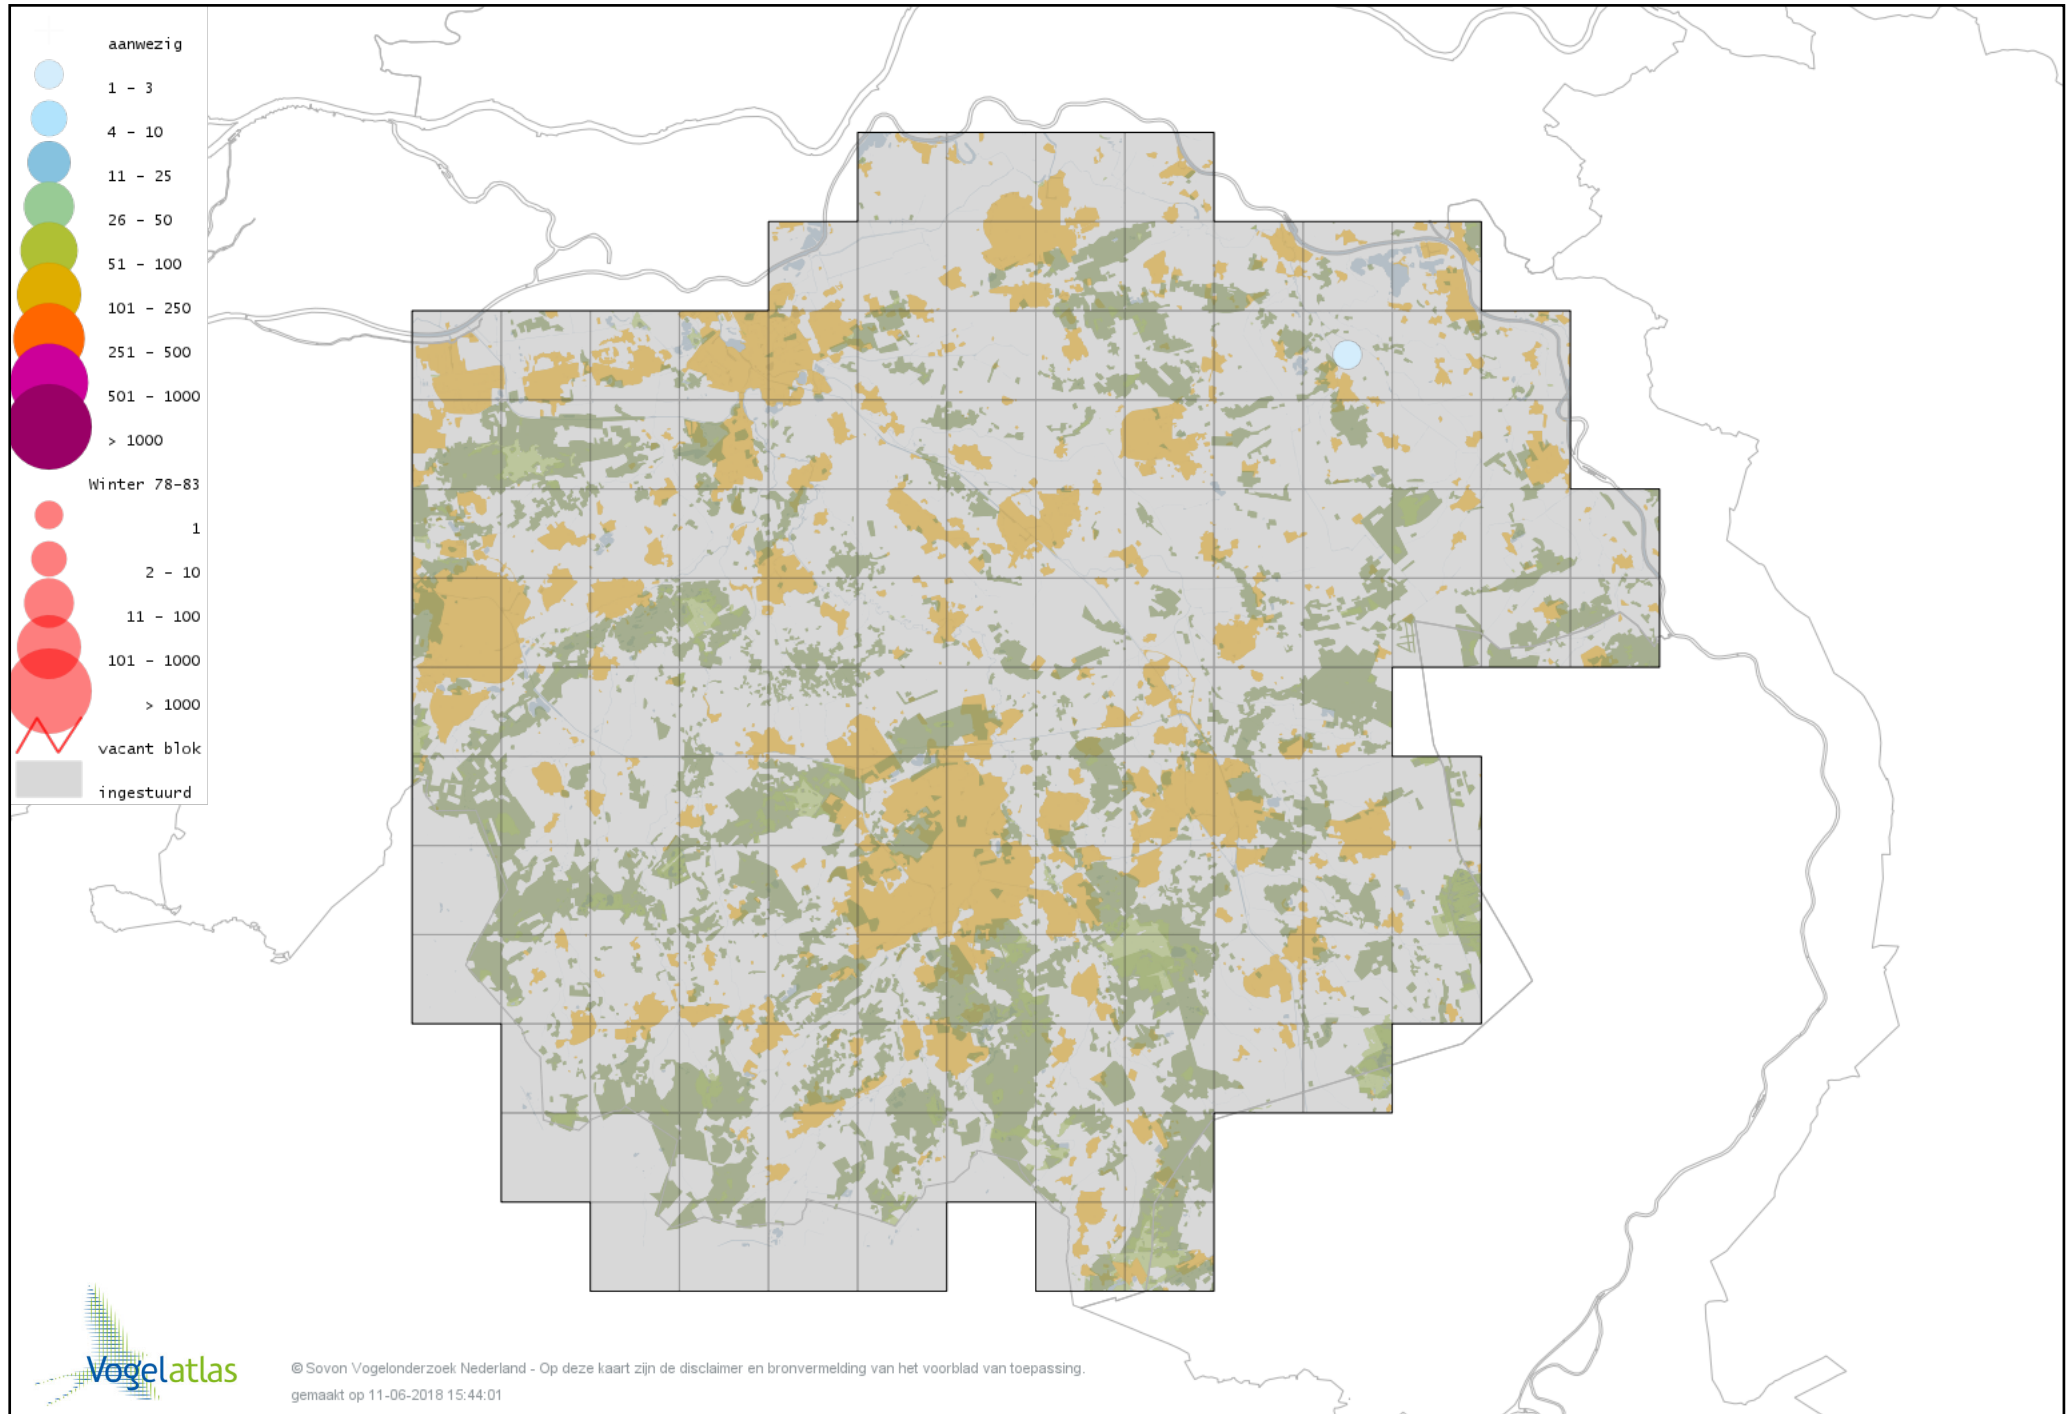 aanwezig
1 - 3
4 - 10
11 - 25
26 - 50
51 - 100
101 - 250
251 - 500
501 - 1000
> 1000
Winter 78-83
1
2 - 10
11 - 100
101 - 1000
> 1000
vacant blok
ingestuurd
Vogelatlas
© Sovon Vogelonderzoek Nederland - Op deze kaart zijn de disclaimer en bronvermelding van het voorblad van toepassing.
gemaakt op 11-06-2018 15:44:01